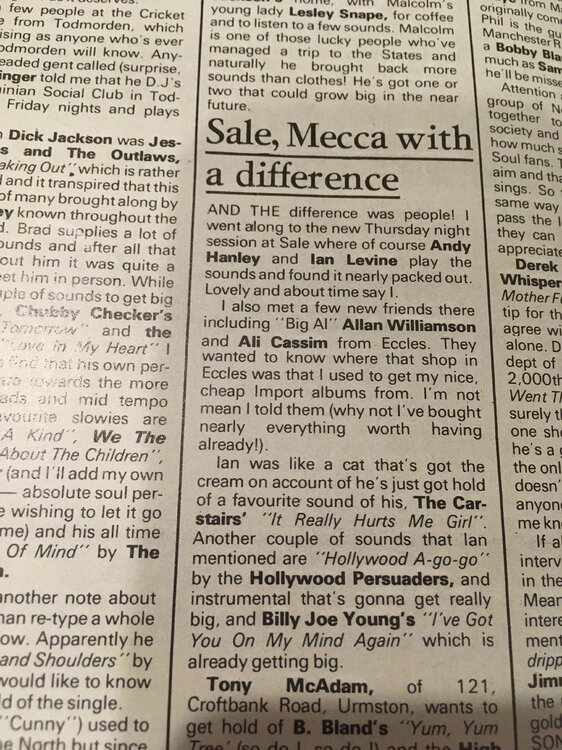 few people at the Cricket
e from Todmorden, which
ising as anyone who's ever
odmorden will know. Any-
eaded gent called (surprise,
inger told me that he D.J.'s
inian Social Club in Tod-
Friday nights and plays
Dick Jackson was Jes-
s and The Outlaws,
aking Out" which is rather
and it transpired that this
of many brought along by
ey known throughout the
d. Brad supplies a lot of
ounds and after all that
out him it was quite a
eet him in person. While
ple of sounds to get big
Chubby Checker's
Tomorrow" and the
Love in My Heart" I
find that his own per-
towards the more
ads and mid tempo
avourite slowies are
A Kind", We The
About The Children",
(and I'll add my own
— absolute soul per-
e wishing to let it go
me) and his all time
Of Mind" by The
another note about
han re-type a whole
ow. Apparently he
and Shoulders" by
would like to know
d of the single.
"Cunny") used to
e North but since
home, with Malcolm's
young lady Lesley Snape, for coffee
and to listen to a few sounds. Malcolm
is one of those lucky people who've
managed a trip to the States and
naturally he brought back more
sounds than clothes! He's got one or
two that could grow big in the near
future.
Sale, Mecca with
a difference
AND THE difference was people! I
went along to the new Thursday night
session at Sale where of course Andy
Hanley and Ian Levine play the
sounds and found it nearly packed out.
Lovely and about time say I.
I also met a few new friends there
including "Big Al" Allan Williamson
and Ali Cassim from Eccles. They
wanted to know where that shop in
Eccles was that I used to get my nice,
cheap Import albums from. I'm not
mean I told them (why not I've bought
nearly everything worth having
already!).
Ian was like a cat that's got the
cream on account of he's just got hold
of a favourite sound of his, The Car-
stairs' "It Really Hurts Me Girl".
Another couple of sounds that Ian
mentioned are "Hollywood A-go-go"
by the Hollywood Persuaders, and
instrumental that's gonna get really
big, and Billy Joe Young's "I've Got
You On My Mind Again" which is
already getting big.
Tony McAdam, of 121,
Croftbank Road, Urmston, wants to
get hold of B. Bland's "Yum, Yum
Tree" (so do I, so do I and the
originally com
Phil is the gu
Manchester R
a Bobby Bla
much as Sam
he'll be misse
Attention a
group of No
together to
society and
how much s
Soul fans. T
aim and tha
sings. So
same way
pass the l
they can
appreciate
Derek
Whisper
Mother Fo
tip for th
agree wi
alone. D
dept of
2,000th
Went Th
surely th
one sho
he's a g
the onl
doesn'
anyon
me kn
If a
interv
in the
Mean
intere
ment
dripp
Jimm
the
gold
SON